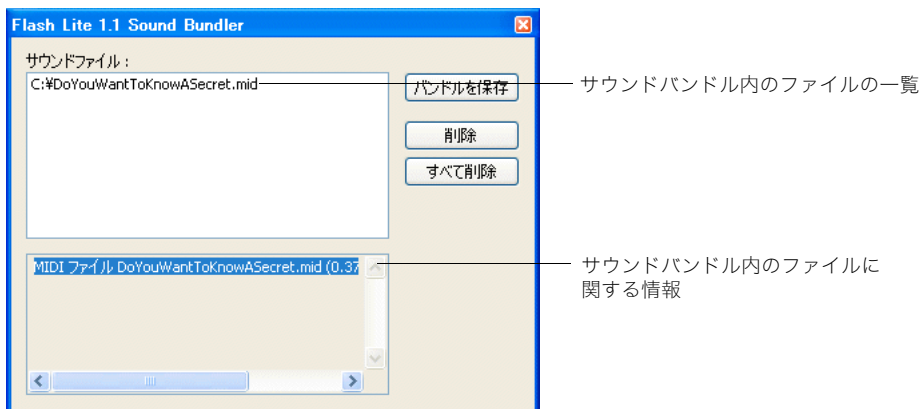 Flash Lite 1.1 Sound Bundler
サウンドファイル :
C:¥DoYouWantToKnowASecret.mid
バンドルを保存
サウンドバンドル内のファイルの一覧
削除
すべて削除
MIDI ファイル DoYouWantToKnowASecret.mid (0.37
サウンドバンドル内のファイルに
関する情報